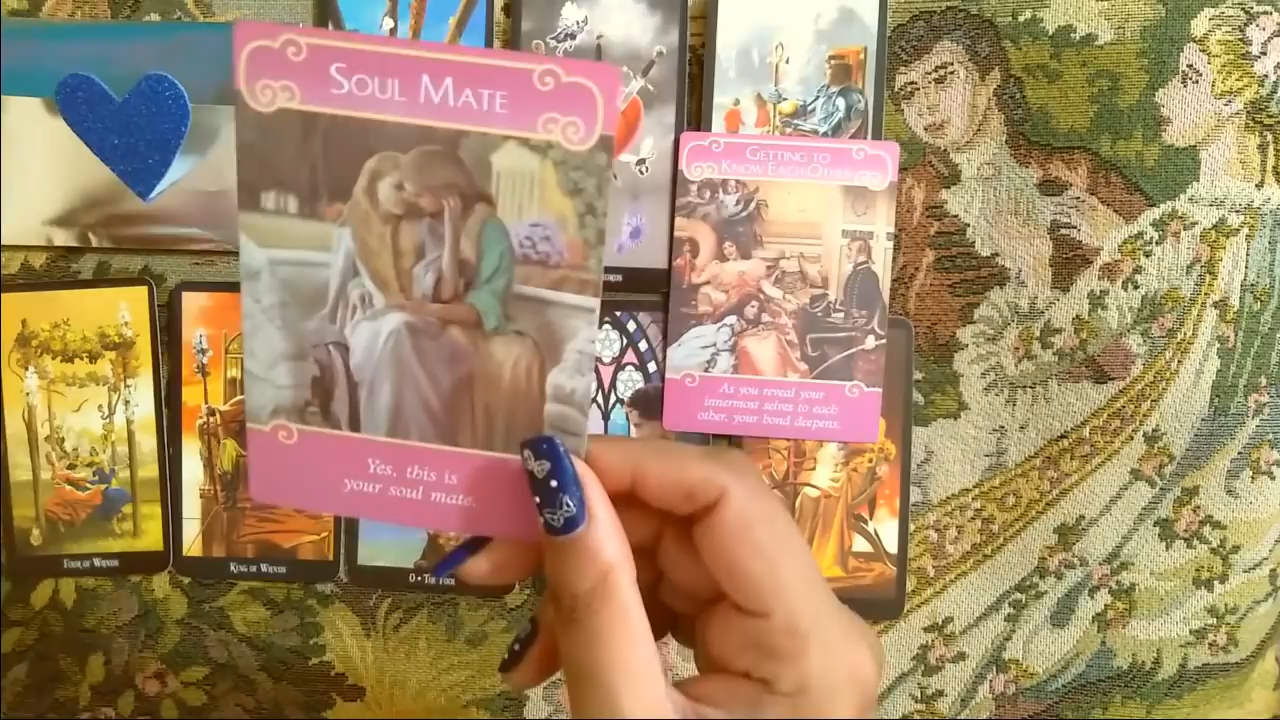 SOUL MATE
Yes, this is
your soul mate.
GETTING TO
KNOW EACH OTHER
As you reveal your
innermost selves to each
other, your bond deepens.
FOUR OF WANDS
KING OF WANDS
0 • THE FOOL